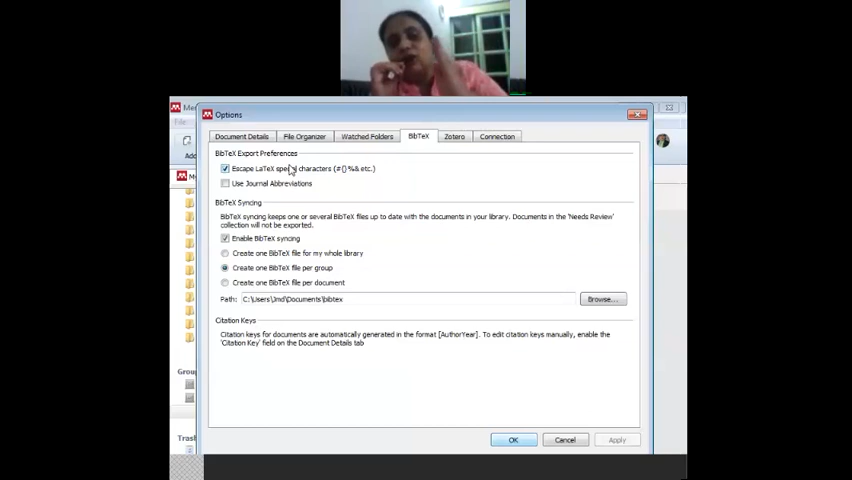 Options
File
Document Details
File Organizer
Watched Folders
BibTeX
Zotero
Connection
Add
BibTeX Export Preferences
Escape LaTeX special characters (#{}%& etc.)
Use Journal Abbreviations
BibTeX Syncing
BibTeX syncing keeps one or several BibTeX files up to date with the documents in your library. Documents in the 'Needs Review'
collection will not be exported.
Enable BibTeX syncing
Create one BibTeX file for my whole library
Create one BibTeX file per group
Create one BibTeX file per document
Path: C:\Users\Jmd\Documents\bibtex
Browse...
Citation Keys
Citation keys for documents are automatically generated in the format [AuthorYear]. To edit citation keys manually, enable the
'Citation Key' field on the Document Details tab
Grou
Tras
OK
Cancel
Apply